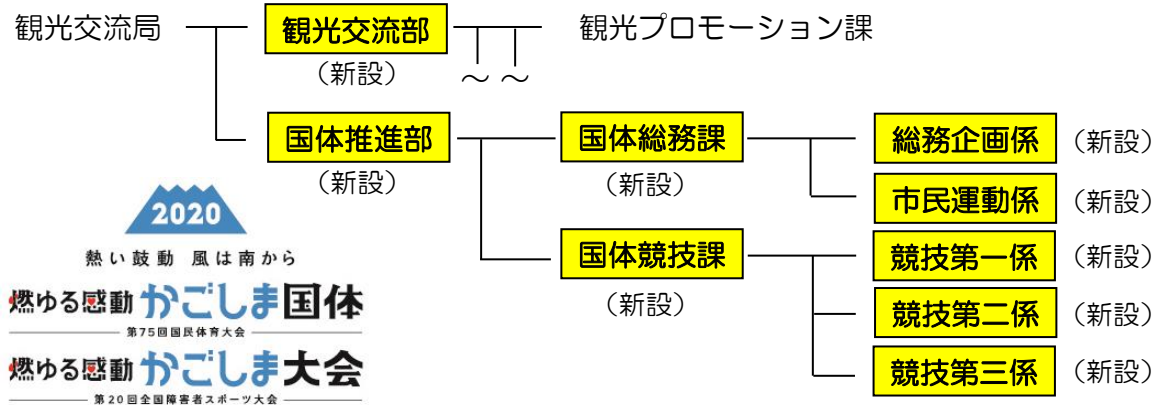 観光交流局 観光交流部 観光プロモーション課
（新設） ～ ～
国体推進部 国体総務課 総務企画係 （新設）
（新設） （新設）
市民運動係 （新設）
国体競技課 競技第一係 （新設）
（新設）
競技第二係 （新設）
競技第三係 （新設）
2020
熱い鼓動 風は南から
燃ゆる感動 かごしま国体
第75回国民体育大会
燃ゆる感動 かごしま大会
第20回全国障害者スポーツ大会